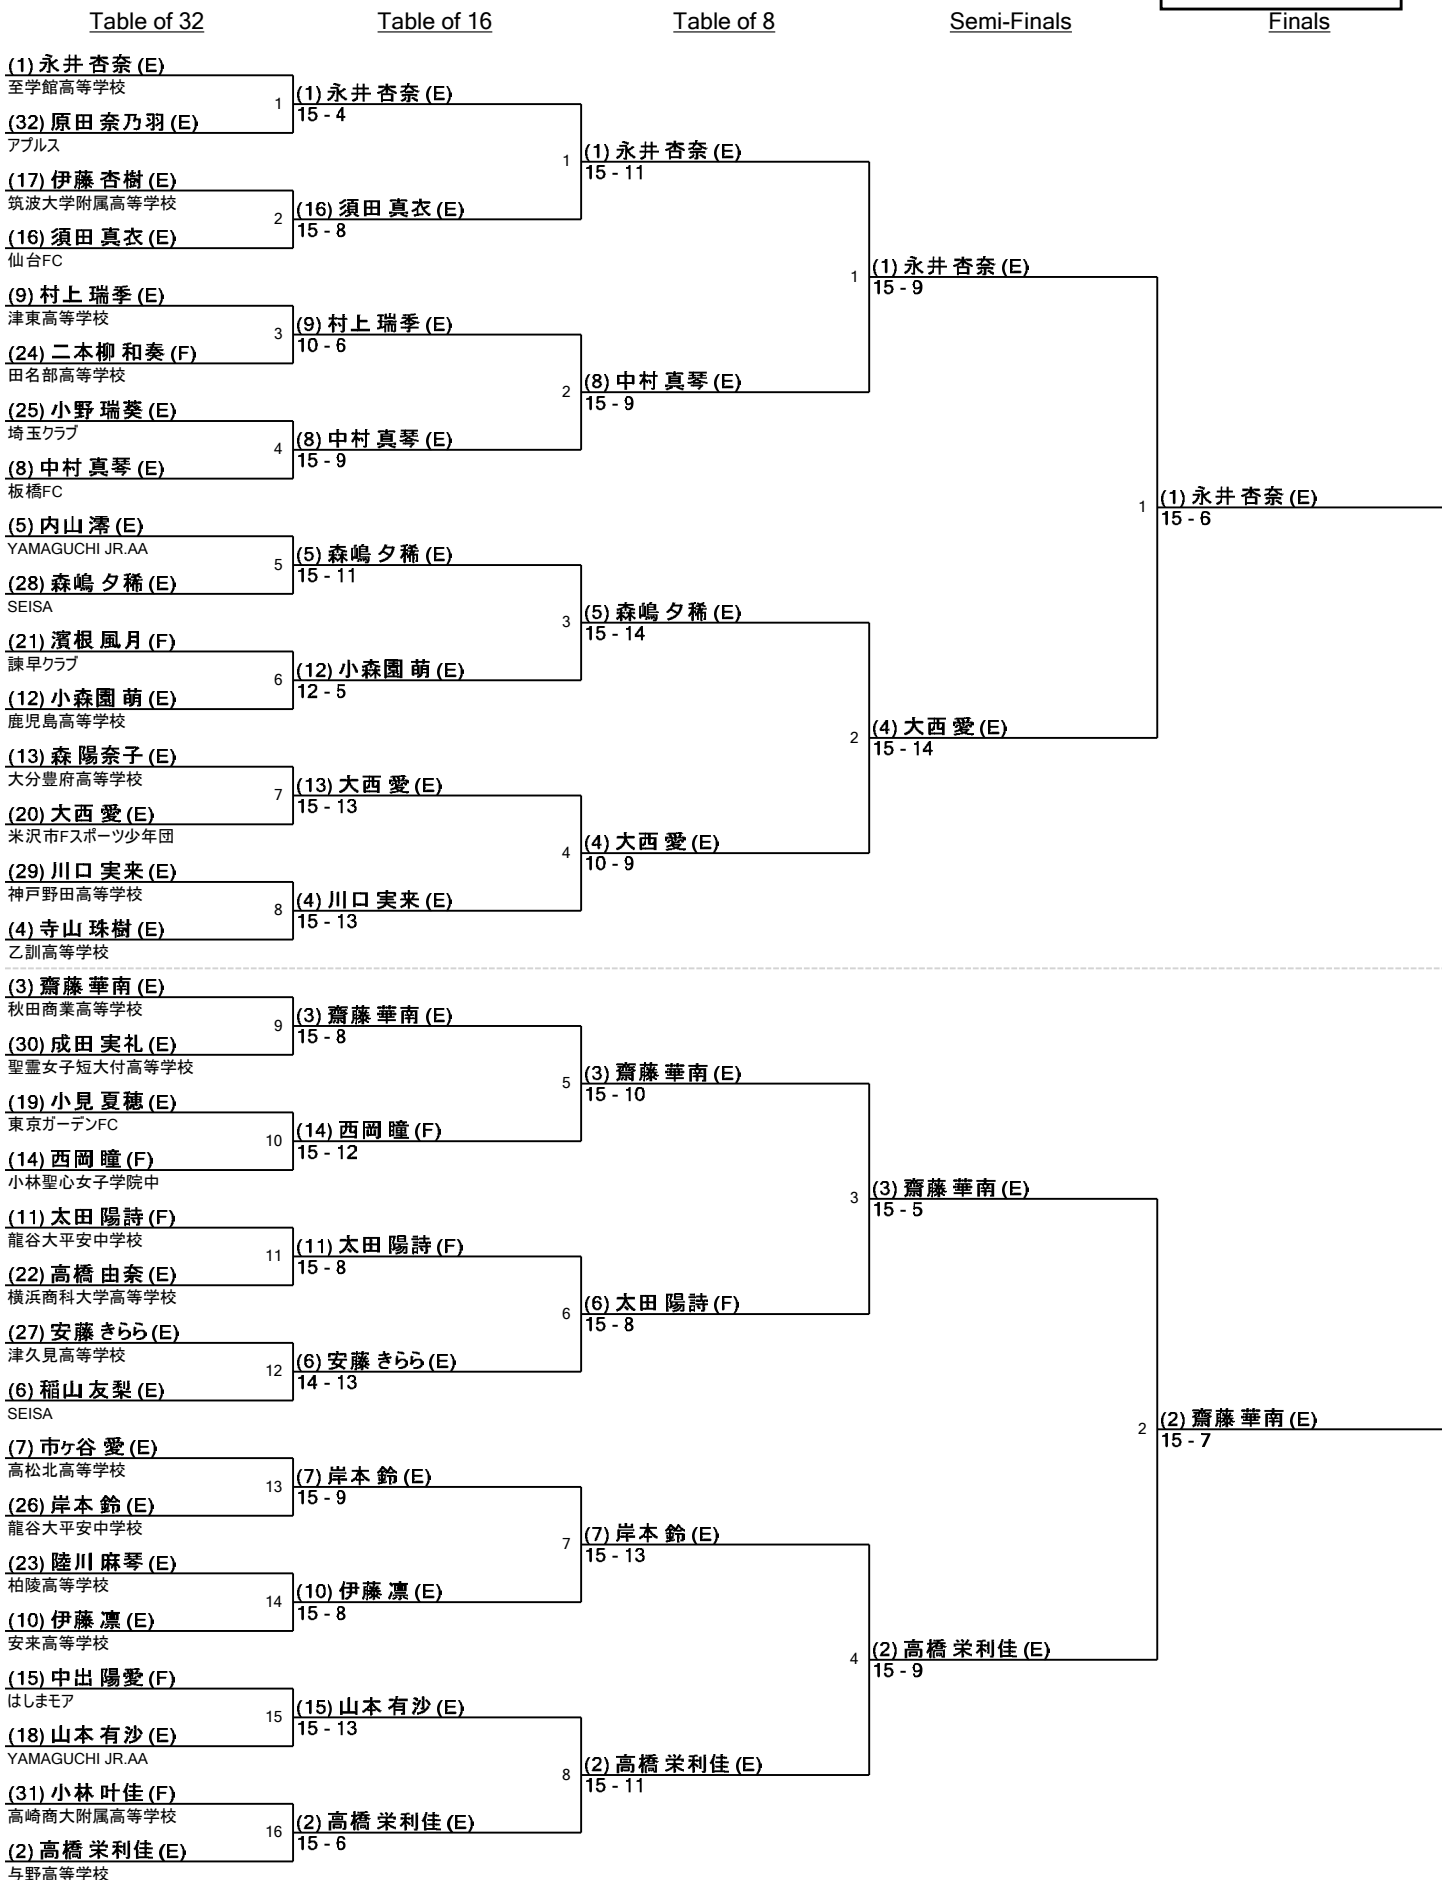 Table of 32
Table of 16
Table of 8
Semi-Finals
Finals
(1) 永井 杏奈 (E)
至学館高等学校
(32) 原田 奈乃羽 (E)
アプルス
(17) 伊藤 杏樹 (E)
筑波大学附属高等学校
(16) 須田 真衣 (E)
仙台FC
(9) 村上 瑞季 (E)
津東高等学校
(24) 二本柳 和奏 (F)
田名部高等学校
(25) 小野 瑞葵 (E)
埼玉クラブ
(8) 中村 真琴 (E)
板橋FC
(5) 内山 澪 (E)
YAMAGUCHI JR.AA
(28) 森嶋 夕稀 (E)
SEISA
(21) 濱根 風月 (F)
諫早クラブ
(12) 小森園 萌 (E)
鹿児島高等学校
(13) 森 陽奈子 (E)
大分豊府高等学校
(20) 大西 愛 (E)
米沢市Fスポーツ少年団
(29) 川口 実来 (E)
神戸野田高等学校
(4) 寺山 珠樹 (E)
乙訓高等学校
(3) 齋藤 華南 (E)
秋田商業高等学校
(30) 成田 実礼 (E)
聖霊女子短大付高等学校
(19) 小見 夏穂 (E)
東京ガーデンFC
(14) 西岡 瞳 (F)
小林聖心女子学院中
(11) 太田 陽詩 (F)
龍谷大平安中学校
(22) 高橋 由奈 (E)
横浜商科大学高等学校
(27) 安藤 きらら (E)
津久見高等学校
(6) 稲山 友梨 (E)
SEISA
(7) 市ヶ谷 愛 (E)
高松北高等学校
(26) 岸本 鈴 (E)
龍谷大平安中学校
(23) 陸川 麻琴 (E)
柏陵高等学校
(10) 伊藤 凛 (E)
安来高等学校
(15) 中出 陽愛 (F)
はしまモア
(18) 山本 有沙 (E)
YAMAGUCHI JR.AA
(31) 小林 叶佳 (F)
高崎商大附属高等学校
(2) 高橋 栄利佳 (E)
与野高等学校
1
(1) 永井 杏奈 (E)
15 - 4
2
(16) 須田 真衣 (E)
15 - 8
3
(9) 村上 瑞季 (E)
10 - 6
4
(8) 中村 真琴 (E)
15 - 9
5
(5) 森嶋 夕稀 (E)
15 - 11
6
(12) 小森園 萌 (E)
12 - 5
7
(13) 大西 愛 (E)
15 - 13
8
(4) 川口 実来 (E)
15 - 13
9
(3) 齋藤 華南 (E)
15 - 8
10
(14) 西岡 瞳 (F)
15 - 12
11
(11) 太田 陽詩 (F)
15 - 8
12
(6) 安藤 きらら (E)
14 - 13
13
(7) 岸本 鈴 (E)
15 - 9
14
(10) 伊藤 凛 (E)
15 - 8
15
(15) 山本 有沙 (E)
15 - 13
16
(2) 高橋 栄利佳 (E)
15 - 6
1
(1) 永井 杏奈 (E)
15 - 11
2
(8) 中村 真琴 (E)
15 - 9
3
(5) 森嶋 夕稀 (E)
15 - 14
4
(4) 大西 愛 (E)
10 - 9
5
(3) 齋藤 華南 (E)
15 - 10
6
(6) 太田 陽詩 (F)
15 - 8
7
(7) 岸本 鈴 (E)
15 - 13
8
(2) 高橋 栄利佳 (E)
15 - 11
1
(1) 永井 杏奈 (E)
15 - 9
2
(4) 大西 愛 (E)
15 - 14
3
(3) 齋藤 華南 (E)
15 - 5
4
(2) 高橋 栄利佳 (E)
15 - 9
1
(1) 永井 杏奈 (E)
15 - 6
2
(2) 齋藤 華南 (E)
15 - 7